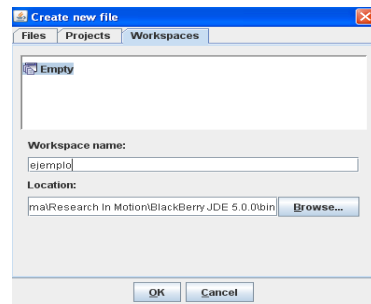 Create new file
Files Projects Workspaces
Empty
Workspace name:
ejemplo
Location:
ma\Research In Motion\BlackBerry JDE 5.0.0\bin Browse...
OK Cancel